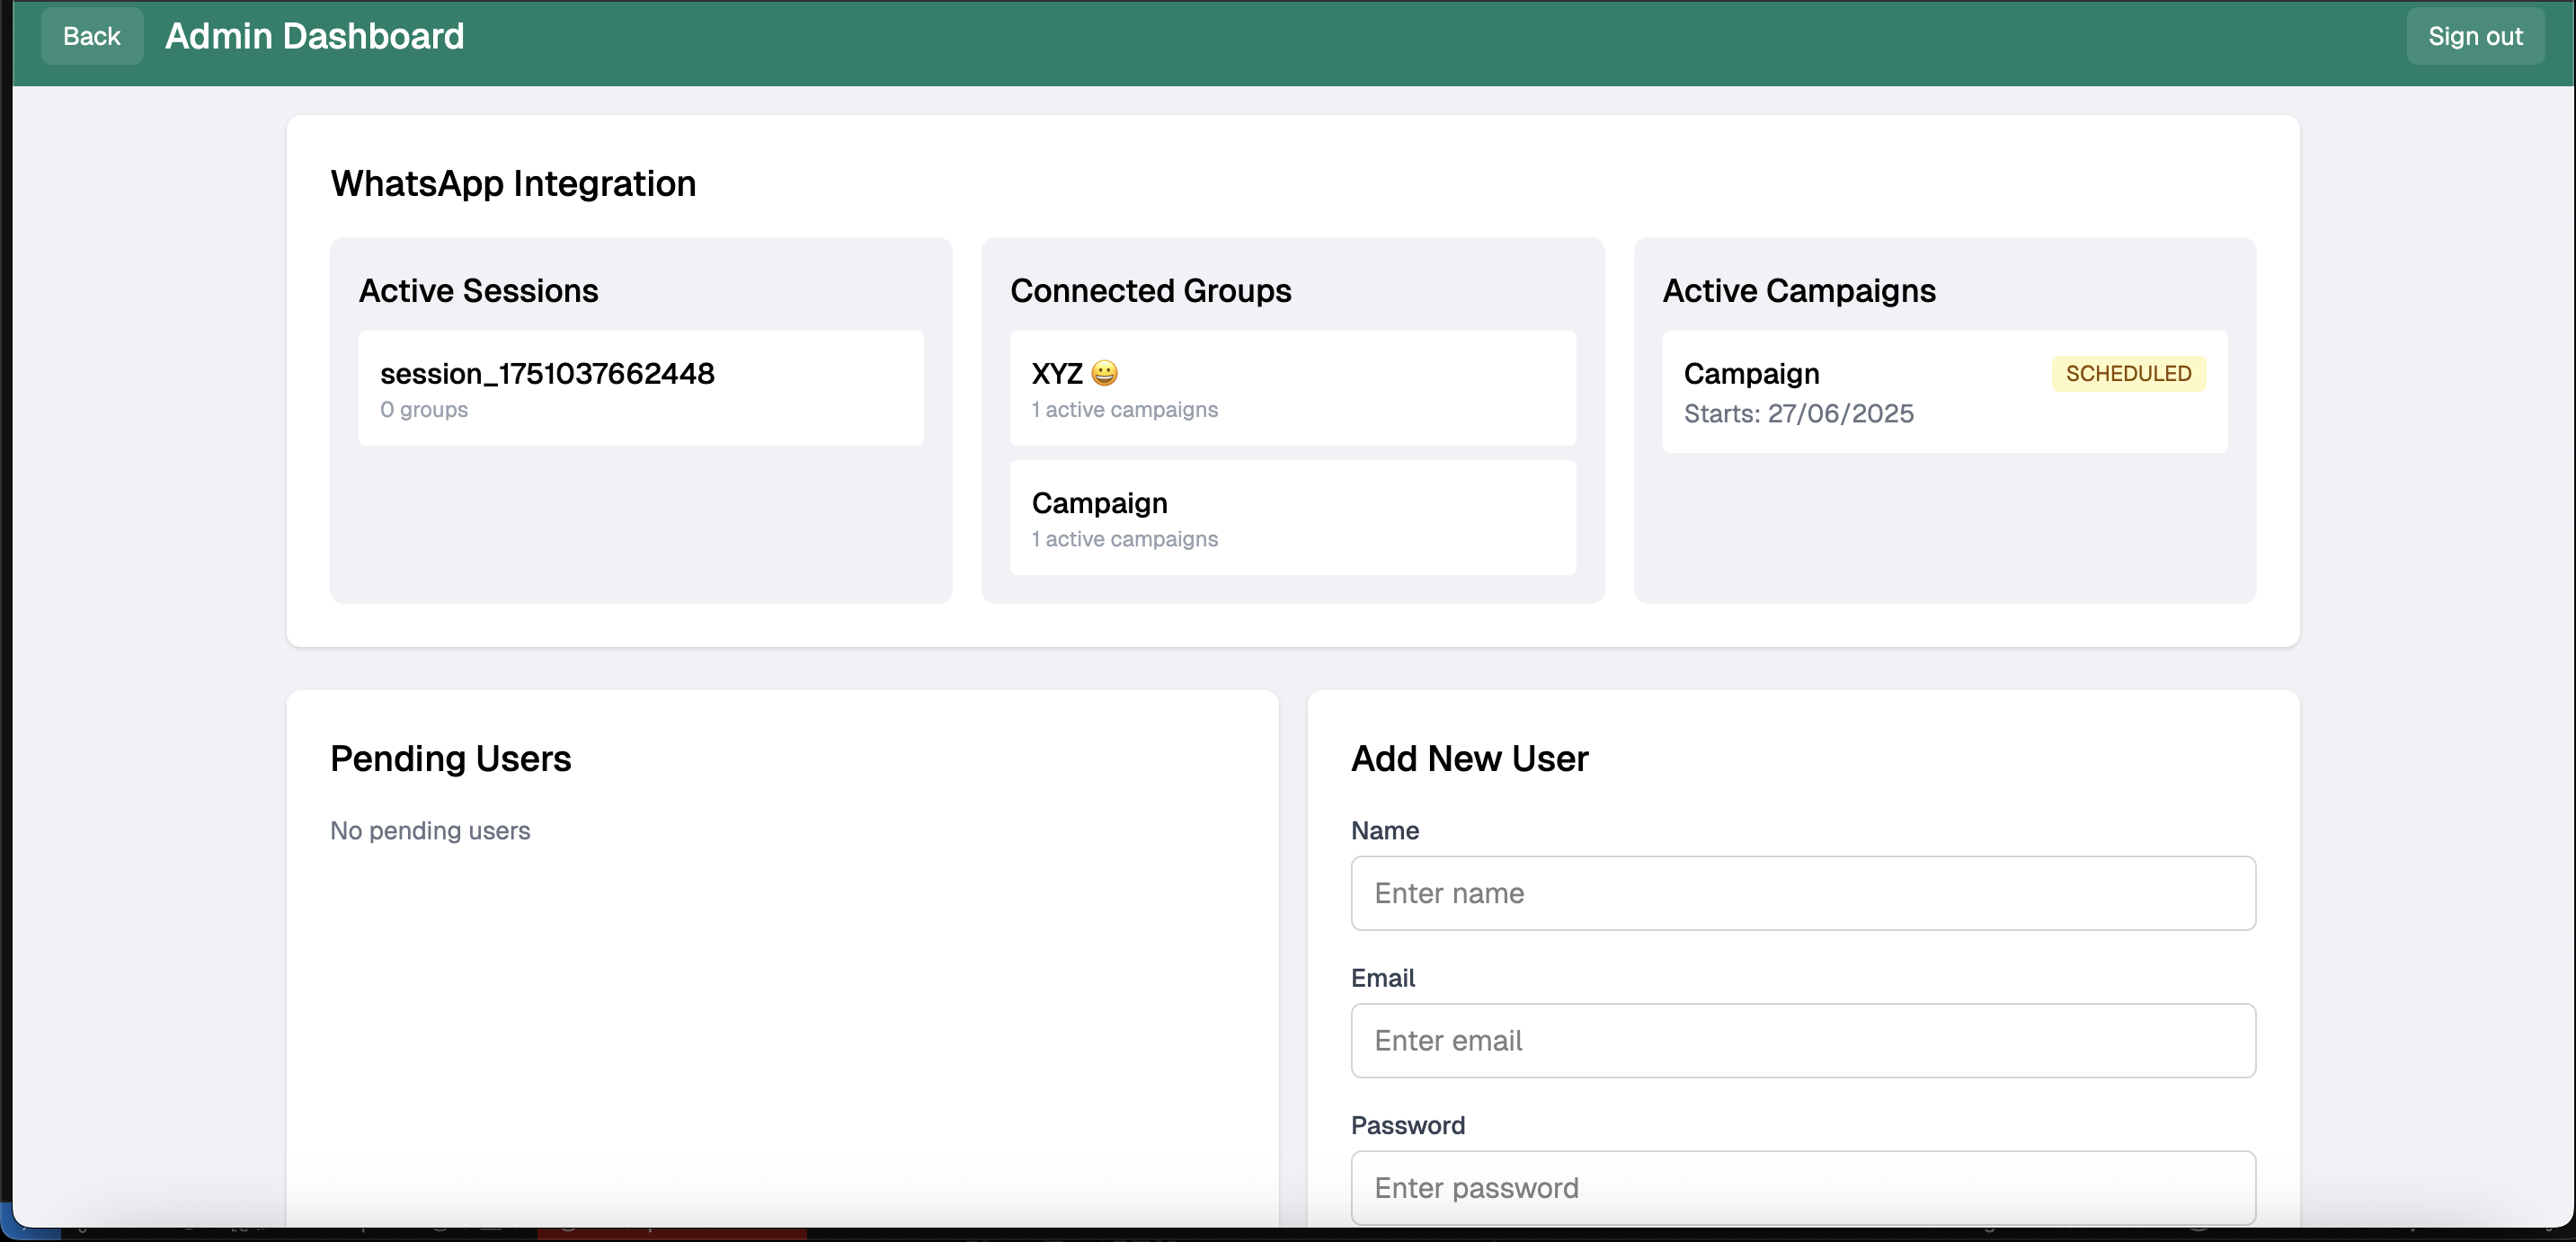 Back
Admin Dashboard
Sign out
WhatsApp Integration
Active Sessions
session_1751037662448
0 groups
Connected Groups
XYZ 😀
1 active campaigns
Campaign
1 active campaigns
Active Campaigns
Campaign
SCHEDULED
Starts: 27/06/2025
Pending Users
No pending users
Add New User
Name
Enter name
Email
Enter email
Password
Enter password